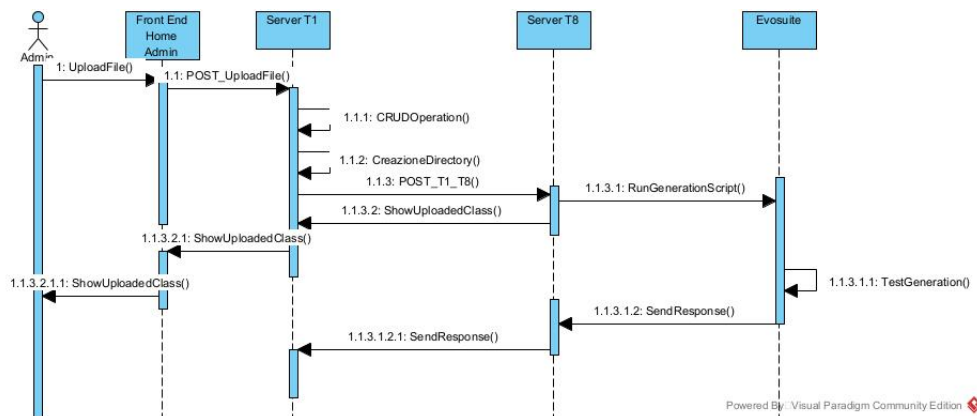 Admin
Front End
Home
Admin
Server T1
Server T8
Evosuite
1: UploadFile()
1.1: POST_UploadFile()
1.1.1: CRUDOperation()
1.1.2: CreazioneDirectory()
1.1.3: POST_T1_T8()
1.1.3.1: RunGenerationScript()
1.1.3.2: ShowUploadedClass()
1.1.3.2.1: ShowUploadedClass()
1.1.3.2.1.1: ShowUploadedClass()
1.1.3.1.1: TestGeneration()
1.1.3.1.2: SendResponse()
1.1.3.1.2.1: SendResponse()
Powered By Visual Paradigm Community Edition